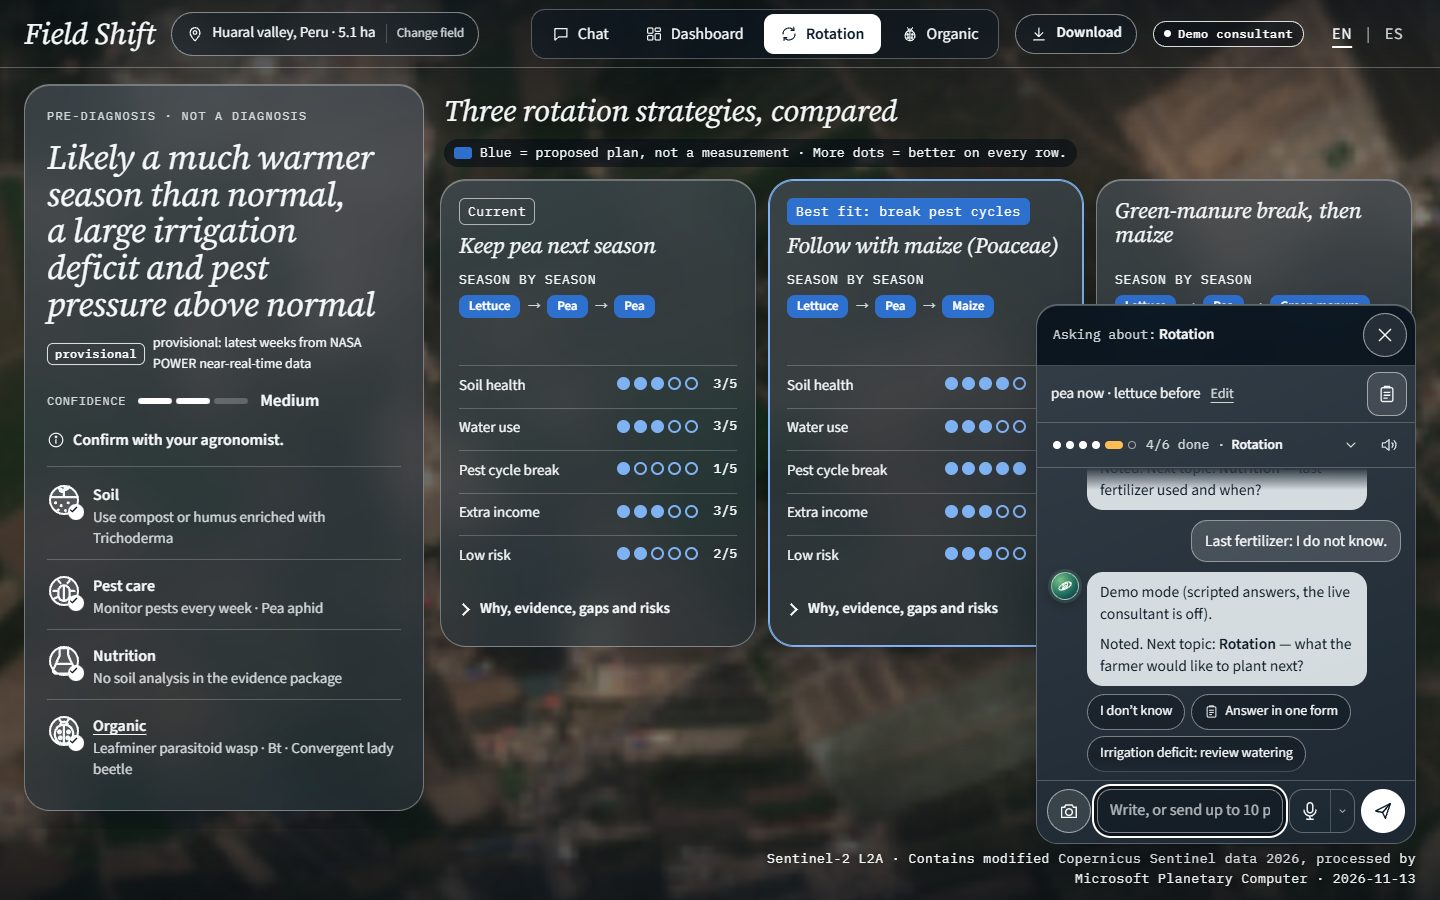 Field Shift
Huaral valley, Peru · 5.1 ha
Change field
Chat
Dashboard
Rotation
Organic
Download
Demo consultant
EN | ES
PRE-DIAGNOSIS · NOT A DIAGNOSIS
Likely a much warmer
season than normal,
a large irrigation
deficit and pest
pressure above normal
provisional
provisional: latest weeks from NASA
POWER near-real-time data
CONFIDENCE
Medium
Confirm with your agronomist.
Soil
Use compost or humus enriched with
Trichoderma
Pest care
Monitor pests every week · Pea aphid
Nutrition
No soil analysis in the evidence package
Organic
Leafminer parasitoid wasp · Bt · Convergent lady
beetle
Three rotation strategies, compared
Blue = proposed plan, not a measurement · More dots = better on every row.
Current
Keep pea next season
SEASON BY SEASON
Lettuce → Pea → Pea
Soil health 3/5
Water use 3/5
Pest cycle break 1/5
Extra income 3/5
Low risk 2/5
Why, evidence, gaps and risks
Best fit: break pest cycles
Follow with maize (Poaceae)
SEASON BY SEASON
Lettuce → Pea → Maize
Soil health
Water use
Pest cycle break
Extra income
Low risk
Why, evidence, gaps and risks
Green-manure break, then
maize
SEASON BY SEASON
Lettuce → Pea → Green manure
Asking about: Rotation
pea now · lettuce before Edit
4/6 done · Rotation
Noted. Next topic: Nutrition — last
fertilizer used and when?
Last fertilizer: I do not know.
Demo mode (scripted answers, the live
consultant is off).
Noted. Next topic: Rotation — what the
farmer would like to plant next?
I don't know
Answer in one form
Irrigation deficit: review watering
Write, or send up to 10 p
Sentinel-2 L2A · Contains modified Copernicus Sentinel data 2026, processed by
Microsoft Planetary Computer · 2026-11-13